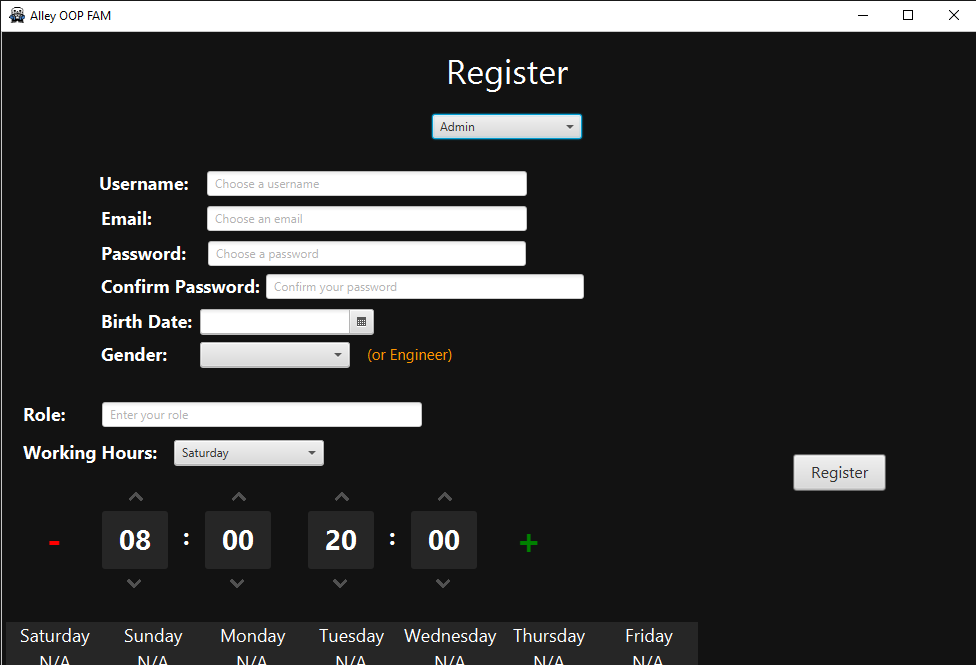 Alley OOP FAM
Register
Admin
Username: Choose a username
Email: Choose an email
Password: Choose a password
Confirm Password: Confirm your password
Birth Date:
Gender: (or Engineer)
Role: Enter your role
Working Hours: Saturday
Register
- 08 : 00 20 : 00 +
Saturday Sunday Monday Tuesday Wednesday Thursday Friday
N/A N/A N/A N/A N/A N/A N/A